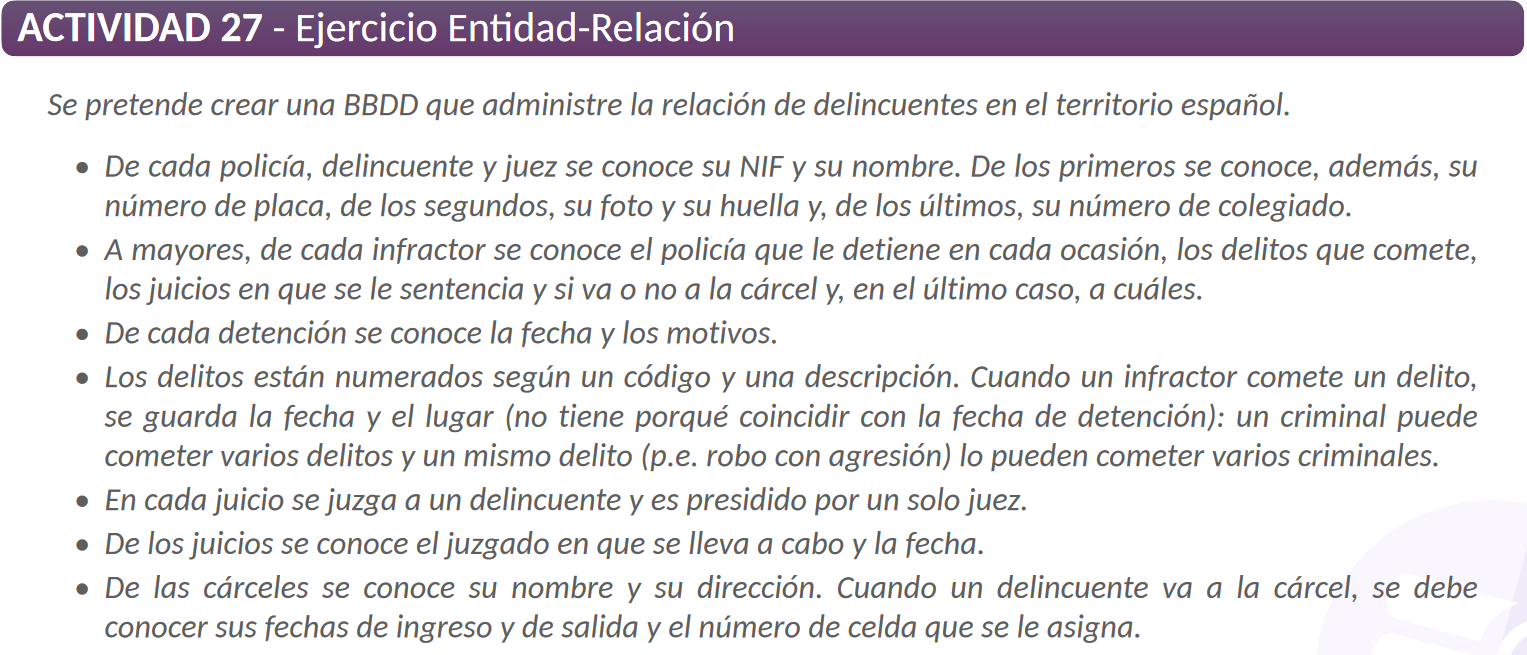 ACTIVIDAD 27 - Ejercicio Entidad-Relación
Se pretende crear una BBDD que administre la relación de delincuentes en el territorio español.
• De cada policía, delincuente y juez se conoce su NIF y su nombre. De los primeros se conoce, además, su
número de placa, de los segundos, su foto y su huella y, de los últimos, su número de colegiado.
• A mayores, de cada infractor se conoce el policía que le detiene en cada ocasión, los delitos que comete,
los juicios en que se le sentencia y si va o no a la cárcel y, en el último caso, a cuáles.
• De cada detención se conoce la fecha y los motivos.
• Los delitos están numerados según un código y una descripción. Cuando un infractor comete un delito,
se guarda la fecha y el lugar (no tiene porqué coincidir con la fecha de detención): un criminal puede
cometer varios delitos y un mismo delito (p.e. robo con agresión) lo pueden cometer varios criminales.
• En cada juicio se juzga a un delincuente y es presidido por un solo juez.
• De los juicios se conoce el juzgado en que se lleva a cabo y la fecha.
• De las cárceles se conoce su nombre y su dirección. Cuando un delincuente va a la cárcel, se debe
conocer sus fechas de ingreso y de salida y el número de celda que se le asigna.